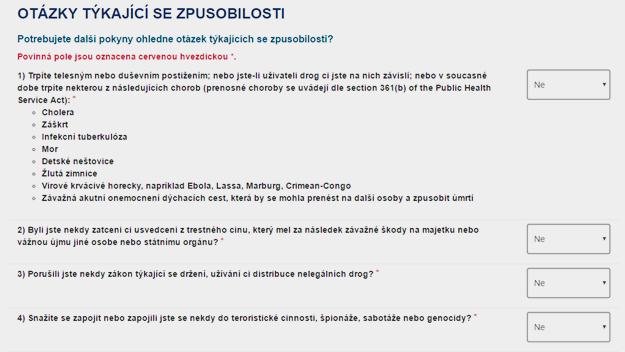 OTÁZKY TÝKAJÍCÍ SE ZPUSOBILOSTI
Potrebujete další pokyny ohledne otázek týkajících se zpusobilosti?
Povinná pole jsou oznacena cervenou hvezdickou *.
1) Trpíte telesným nebo duševním postižením; nebo jste-li uživateli drog ci jste na nich závislí; nebo v soucasné
dobe trpíte nekterou z následujících chorob (prenosné choroby se uvádejí dle section 361(b) of the Public Health
Service Act): *
Ne
Cholera
Záškrt
Infekcní tuberkulóza
Mor
Detské neštovice
Žlutá zimnice
Virové krvácivé horecky, napríklad Ebola, Lassa, Marburg, Crimean-Congo
Závažná akutní onemocnení dýchacích cest, která by se mohla prenést na další osoby a zpusobit úmrtí
2) Byli jste nekdy zatceni ci usvedceni z trestného cinu, který mel za následek závažné škody na majetku nebo
vážnou újmu jiné osobe nebo státnímu orgánu? *
Ne
3) Porušili jste nekdy zákon týkající se držení, užívání ci distribuce nelegálních drog? *
Ne
4) Snažíte se zapojit nebo zapojili jste se nekdy do teroristické cinnosti, špionáže, sabotáže nebo genocidy? *
Ne